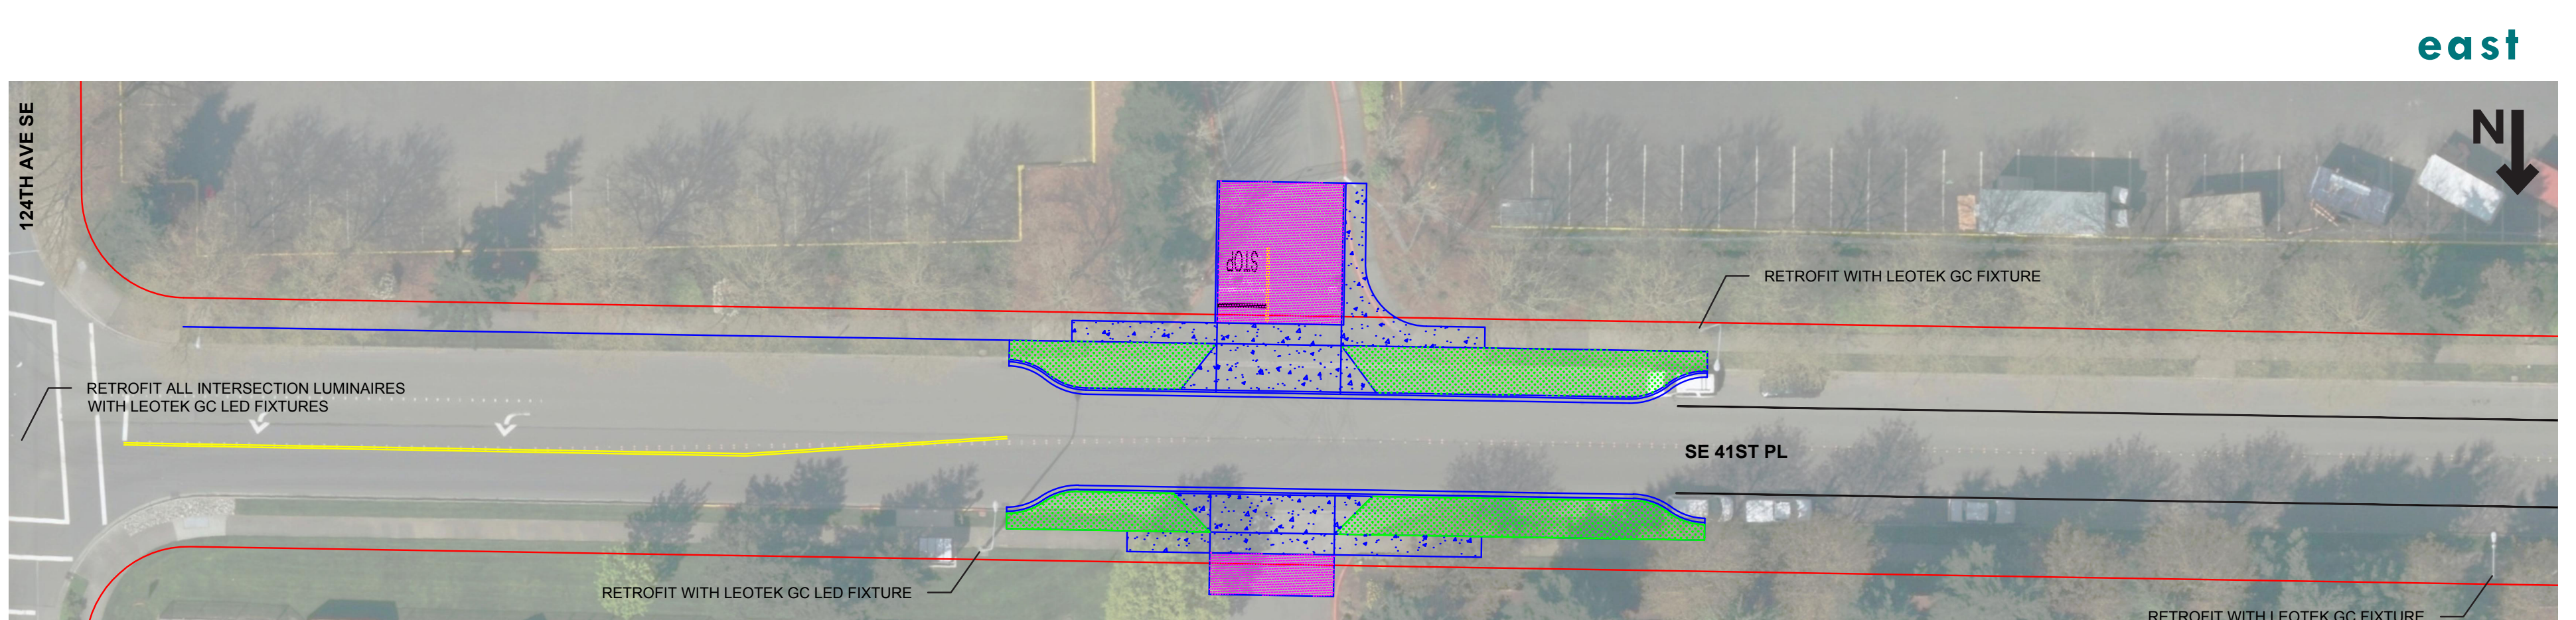 east
124TH AVE SE
N
STOP
RETROFIT WITH LEOTEK GC FIXTURE
RETROFIT ALL INTERSECTION LUMINAIRES
WITH LEOTEK GC LED FIXTURES
SE 41ST PL
RETROFIT WITH LEOTEK GC LED FIXTURE
RETROFIT WITH LEOTEK GC FIXTURE